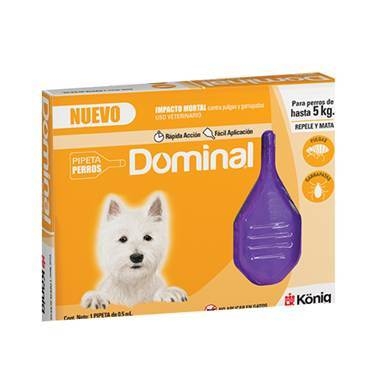 NUEVO
IMPACTO MORTAL contra pulgas y garrapatas
USO VETERINARIO
Rápida Acción
Fácil Aplicación
Para perros de
hasta 5 kg.
REPELE Y MATA
PULGAS
GARRAPATAS
PIPETA
PERROS
Dominal
Cont. Neto: 1 PIPETA de 0.5 mL
NO APLICAR EN GATOS
König
Dominal
König